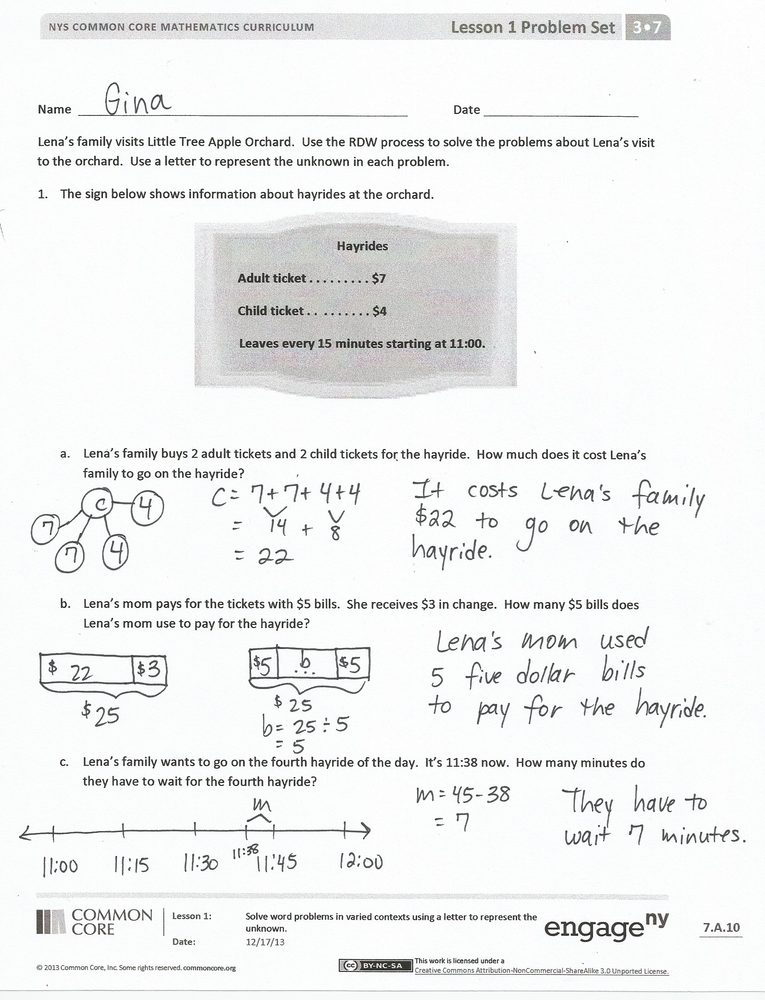 NYS COMMON CORE MATHEMATICS CURRICULUM Lesson 1 Problem Set 3•7
Name Gina Date
Lena's family visits Little Tree Apple Orchard. Use the RDW process to solve the problems about Lena's visit
to the orchard. Use a letter to represent the unknown in each problem.
1. The sign below shows information about hayrides at the orchard.
Hayrides
Adult ticket.........$7
Child ticket.........$4
Leaves every 15 minutes starting at 11:00.
a. Lena's family buys 2 adult tickets and 2 child tickets for the hayride. How much does it cost Lena's
family to go on the hayride?
C 4
7
7 4
C = 7+7+4+4
= 14 + 8
= 22
It costs Lena's family
$22 to go on the
hayride.
b. Lena's mom pays for the tickets with $5 bills. She receives $3 in change. How many $5 bills does
Lena's mom use to pay for the hayride?
$ 22 $3
$25
$5 ...b $5
$ 25
b= 25÷5
= 5
Lena's mom used
5 five dollar bills
to pay for the hayride.
c. Lena's family wants to go on the fourth hayride of the day. It's 11:38 now. How many minutes do
they have to wait for the fourth hayride?
m
11:00 11:15 11:30 11:38 11:45 12:00
m = 45-38
= 7
They have to
wait 7 minutes.
COMMON
CORE
Lesson 1: Solve word problems in varied contexts using a letter to represent the
unknown.
Date: 12/17/13
engage ny
7.A.10
© 2013 Common Core, Inc. Some rights reserved. commoncore.org
cc BY-NC-SA
This work is licensed under a
Creative Commons Attribution-NonCommercial-ShareAlike 3.0 Unported License.